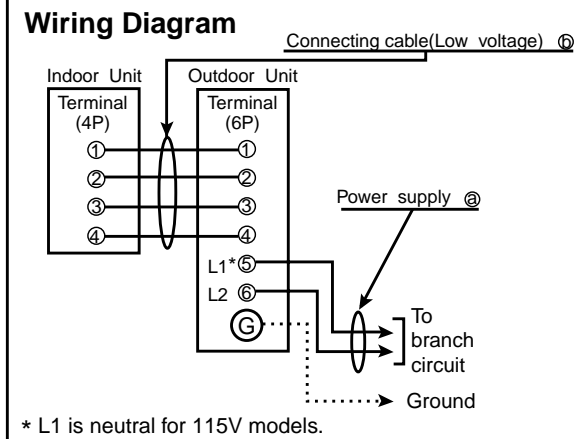 Wiring Diagram
Connecting cable(Low voltage) ⓑ
Indoor Unit
Outdoor Unit
Terminal
(4P)
Terminal
(6P)
① ①
② ②
③ ③
④ ④
Power supply ⓐ
L1* ⑤
L2 ⑥
G
To
branch
circuit
Ground
* L1 is neutral for 115V models.